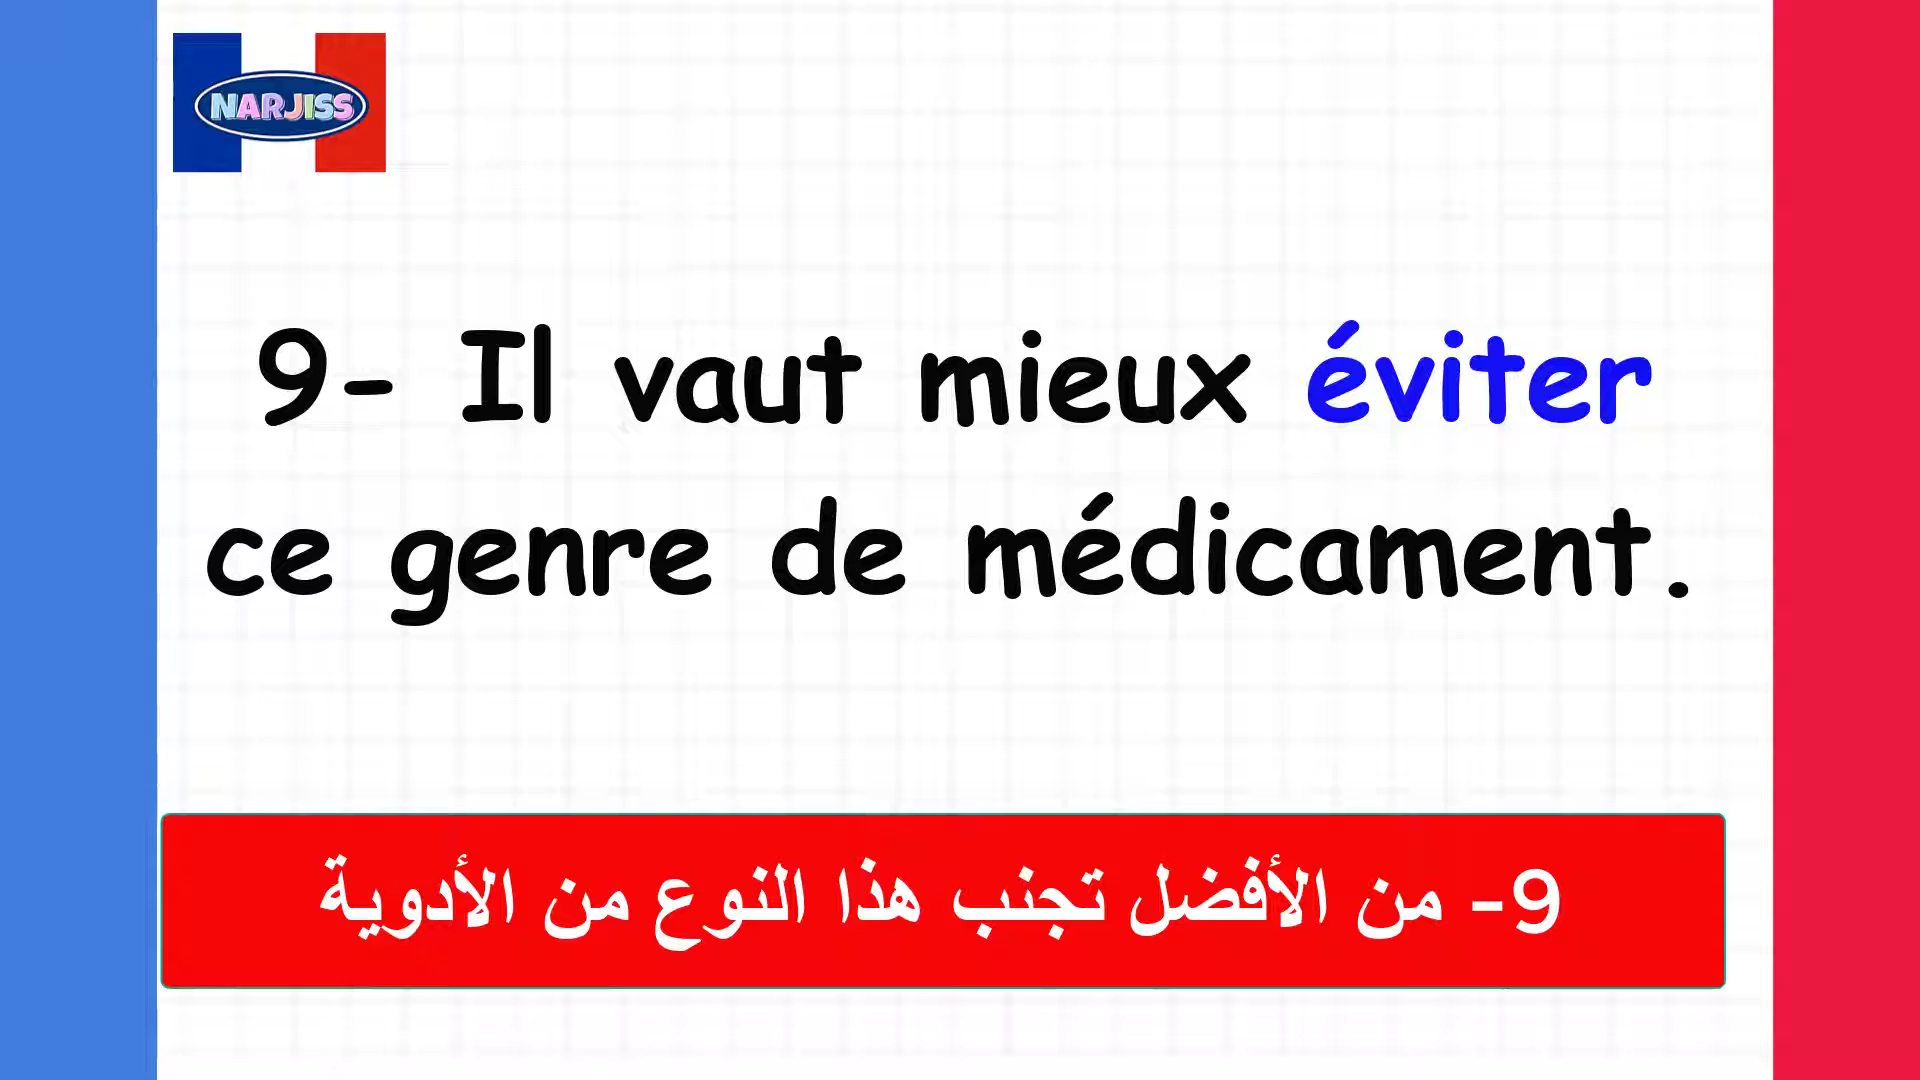 NARJISS
9- Il vaut mieux éviter
ce genre de médicament.
9- من الأفضل تجنب هذا النوع من الأدوية